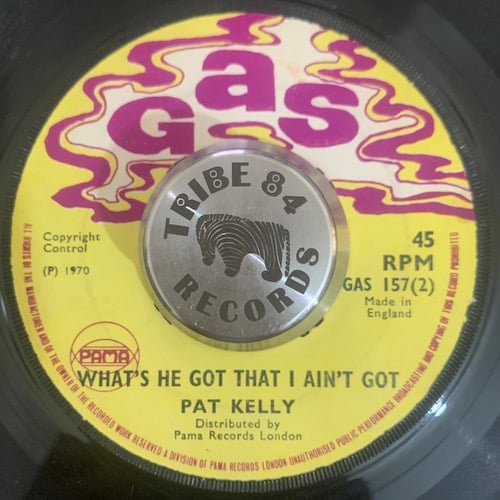 Gas
TRIBE 84
RECORDS
Copyright
Control
(P) 1970
45
RPM
GAS 157(2)
Made in
England
PAMA
WHAT'S HE GOT THAT I AIN'T GOT
PAT KELLY
Distributed by
Pama Records London
ALL RIGHTS OF THE MANUFACTURER AND OF THE OWNER OF THE RECORDED WORK RESERVED A DIVISION OF PAMA RECORDS LONDON UNAUTHORISED PUBLIC PERFORMANCE BROADCASTING AND COPYING OF THIS RECORD PROHIBITED